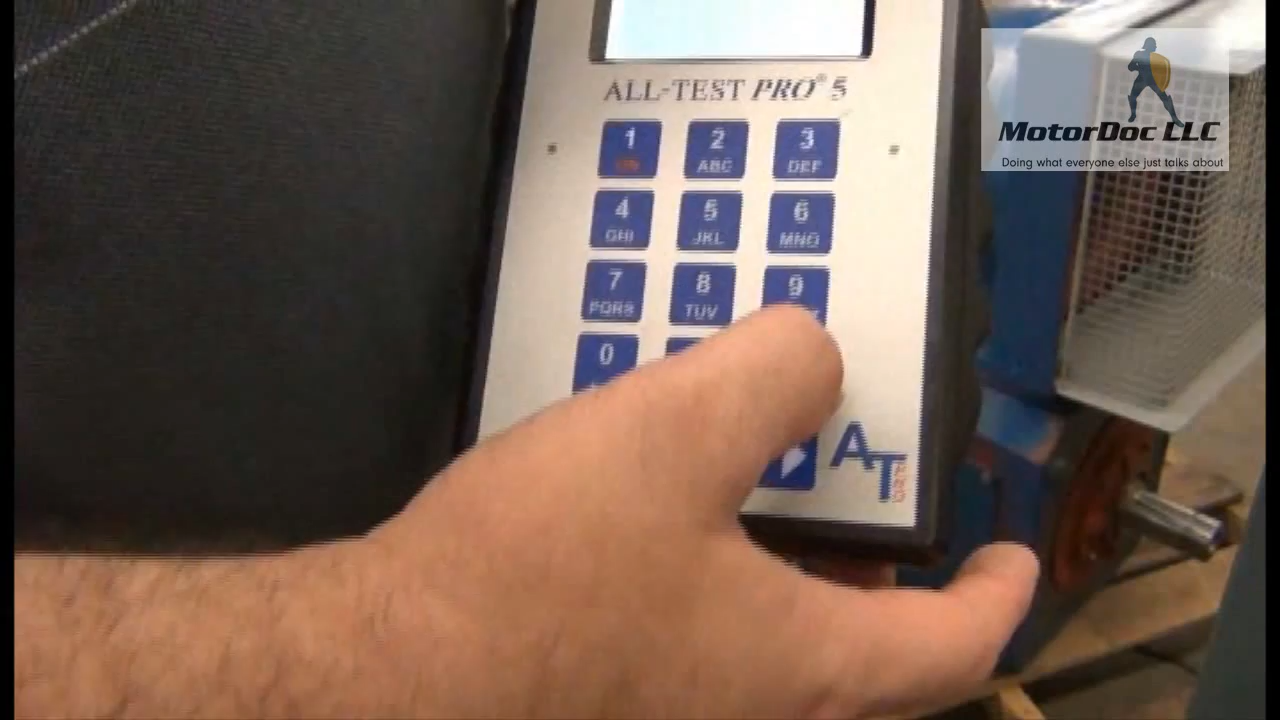 ALL-TEST PRO® 5
MotorDoc LLC
Doing what everyone else just talks about
1
2
ABC
3
DEF
4
GHI
5
JKL
6
MNO
7
PQRS
8
TUV
9
0
AT
PRO